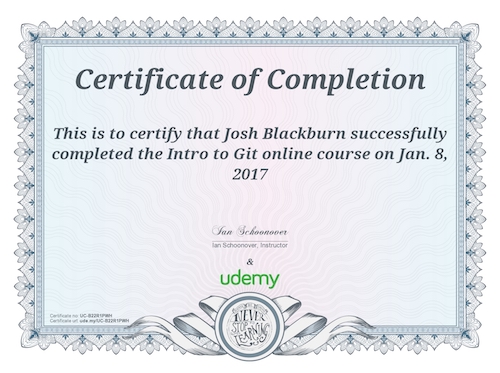 Certificate of Completion
This is to certify that Josh Blackburn successfully
completed the Intro to Git online course on Jan. 8,
2017
Ian Schoonover
Ian Schoonover, Instructor
&
udemy
Certificate no: UC-B22R1PWH
Certificate url: ude.my/UC-B22R1PWH
NEVER
STOP
LEARNING